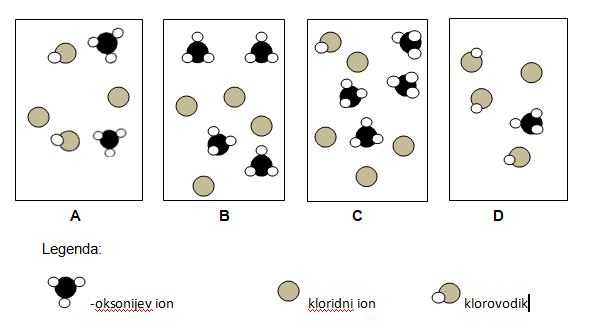 A B C D
Legenda:
-oksonijev ion kloridni ion klorovodik